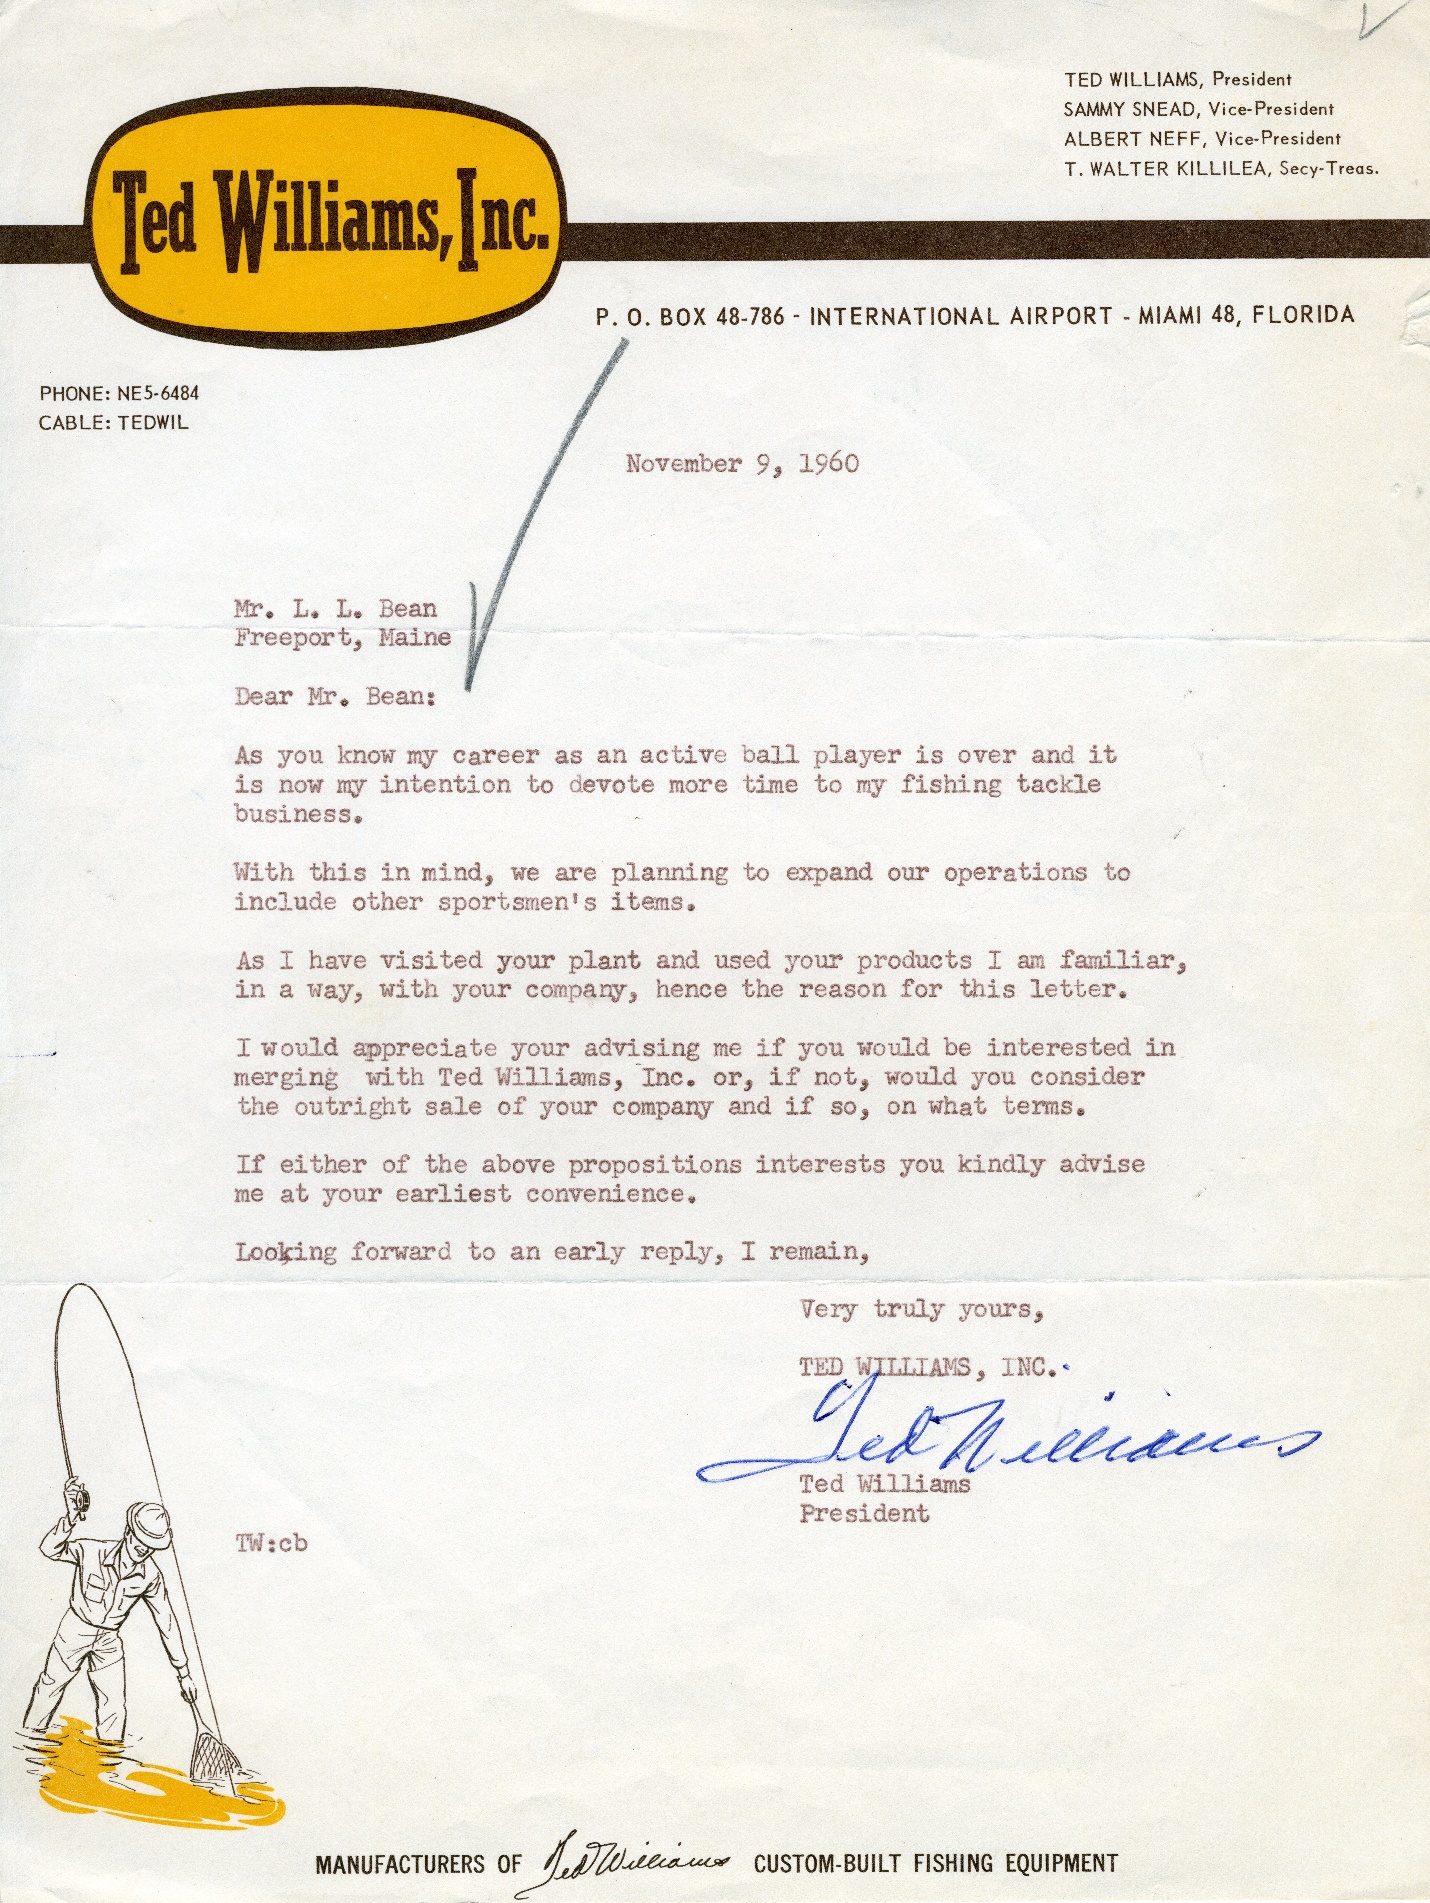 TED WILLIAMS, President
SAMMY SNEAD, Vice-President
ALBERT NEFF, Vice-President
T. WALTER KILLILEA, Secy-Treas.
Ted Williams, Inc.
P. O. BOX 48-786 - INTERNATIONAL AIRPORT - MIAMI 48, FLORIDA
PHONE: NE5-6484
CABLE: TEDWIL
November 9, 1960
Mr. L. L. Bean
Freeport, Maine
Dear Mr. Bean:
As you know my career as an active ball player is over and it
is now my intention to devote more time to my fishing tackle
business.
With this in mind, we are planning to expand our operations to
include other sportsmen's items.
As I have visited your plant and used your products I am familiar,
in a way, with your company, hence the reason for this letter.
I would appreciate your advising me if you would be interested in
merging with Ted Williams, Inc. or, if not, would you consider
the outright sale of your company and if so, on what terms.
If either of the above propositions interests you kindly advise
me at your earliest convenience.
Looking forward to an early reply, I remain,
Very truly yours,
TED WILLIAMS, INC.
Ted Williams
Ted Williams
President
TW:cb
MANUFACTURERS OF Ted Williams CUSTOM-BUILT FISHING EQUIPMENT